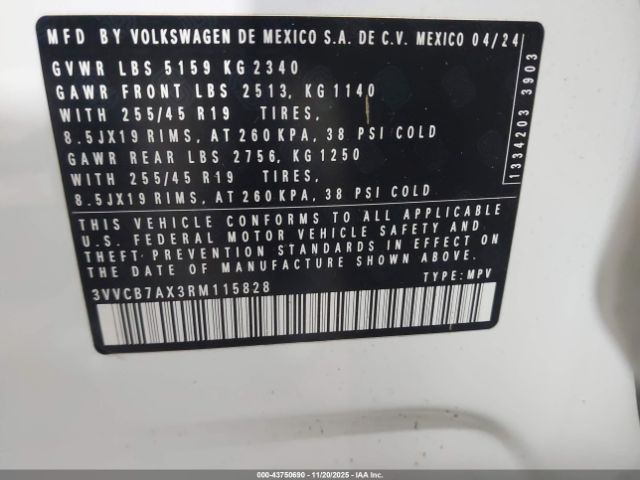 MFD BY VOLKSWAGEN DE MEXICO S.A. DE C.V. MEXICO 04/24
GVWR LBS 5159 KG 2340
GAWR FRONT LBS 2513, KG 1140
WITH 255/45 R19 TIRES,
8.5JX19 RIMS, AT 260 KPA, 38 PSI COLD
GAWR REAR LBS 2756, KG 1250
WITH 255/45 R19 TIRES,
8.5JX19 RIMS, AT 260 KPA, 38 PSI COLD
THIS VEHICLE CONFORMS TO ALL APPLICABLE
U.S. FEDERAL MOTOR VEHICLE SAFETY AND
THEFT PREVENTION STANDARDS IN EFFECT ON
THE DATE OF MANUFACTURE SHOWN ABOVE.
3VVCB7AX3RM115828 TYPE: MPV
1334203 3903
000-43750690 - 11/20/2025 - IAAI.COM